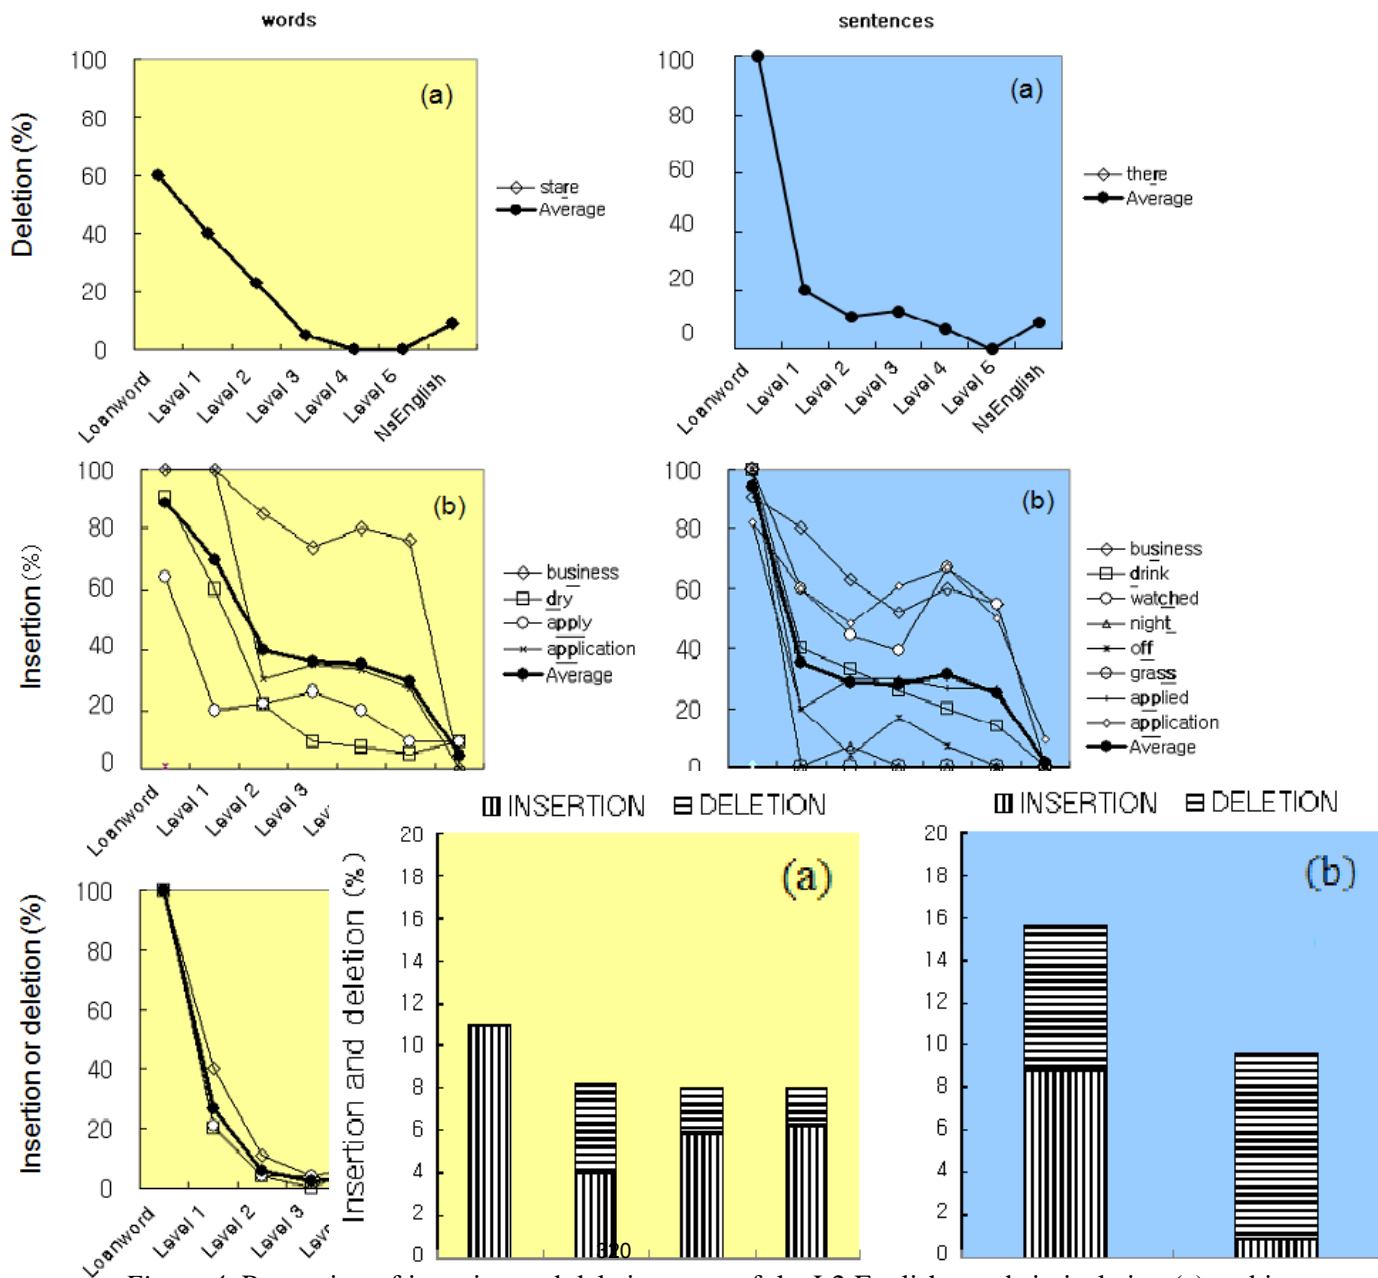 words
sentences
Deletion (%)
100
80
60
40
20
0
(a)
stare
Average
Loanword
Level 1
Level 2
Level 3
Level 4
Level 5
NsEnglish
100
80
60
40
20
0
(a)
there
Average
Loanword
Level 1
Level 2
Level 3
Level 4
Level 5
NsEnglish
Insertion (%)
100
80
60
40
20
0
(b)
business
dry
apply
application
Average
Loanword
Level 1
Level 2
Level 3
100
80
60
40
20
0
(b)
business
drink
watched
night
off
grass
applied
application
Average
Insertion or deletion (%)
100
80
60
40
20
0
Loanword
Level 1
Level 2
Level 3
INSERTION DELETION
Insertion and deletion (%)
20
18
16
14
12
10
8
6
4
2
0
(a)
INSERTION DELETION
20
18
16
14
12
10
8
6
4
2
0
(b)